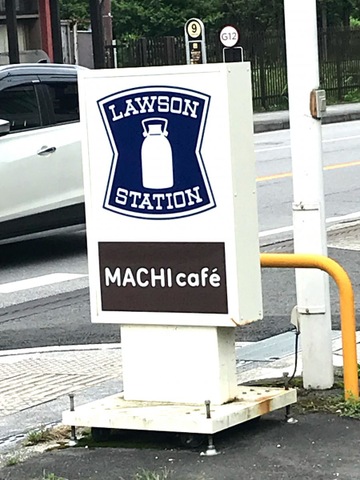 9
G12
LAWSON
STATION
MACHI café